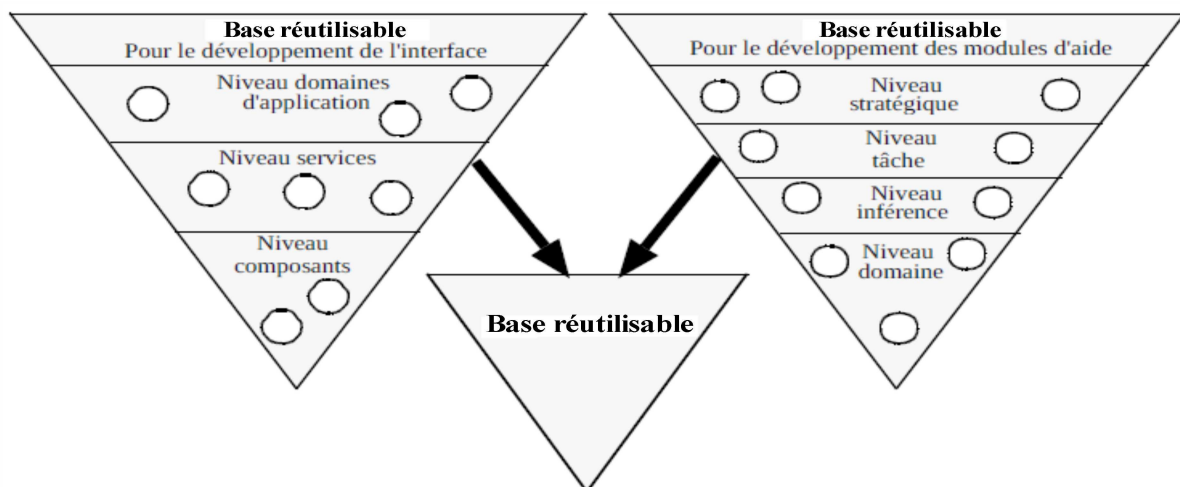 Base réutilisable
Pour le développement de l'interface
Niveau domaines
d'application
Niveau services
Niveau
composants
Base réutilisable
Pour le développement des modules d'aide
Niveau
stratégique
Niveau
tâche
Niveau
inférence
Niveau
domaine
Base réutilisable